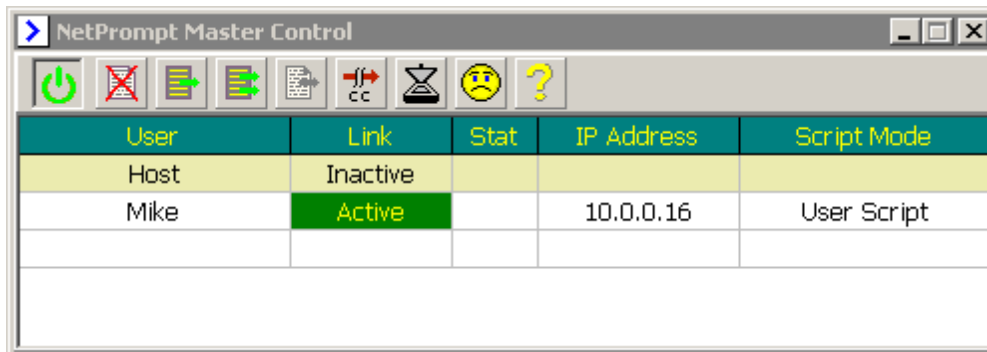 NetPrompt Master Control
CC
?
User Link Stat IP Address Script Mode
Host Inactive
Mike Active 10.0.0.16 User Script